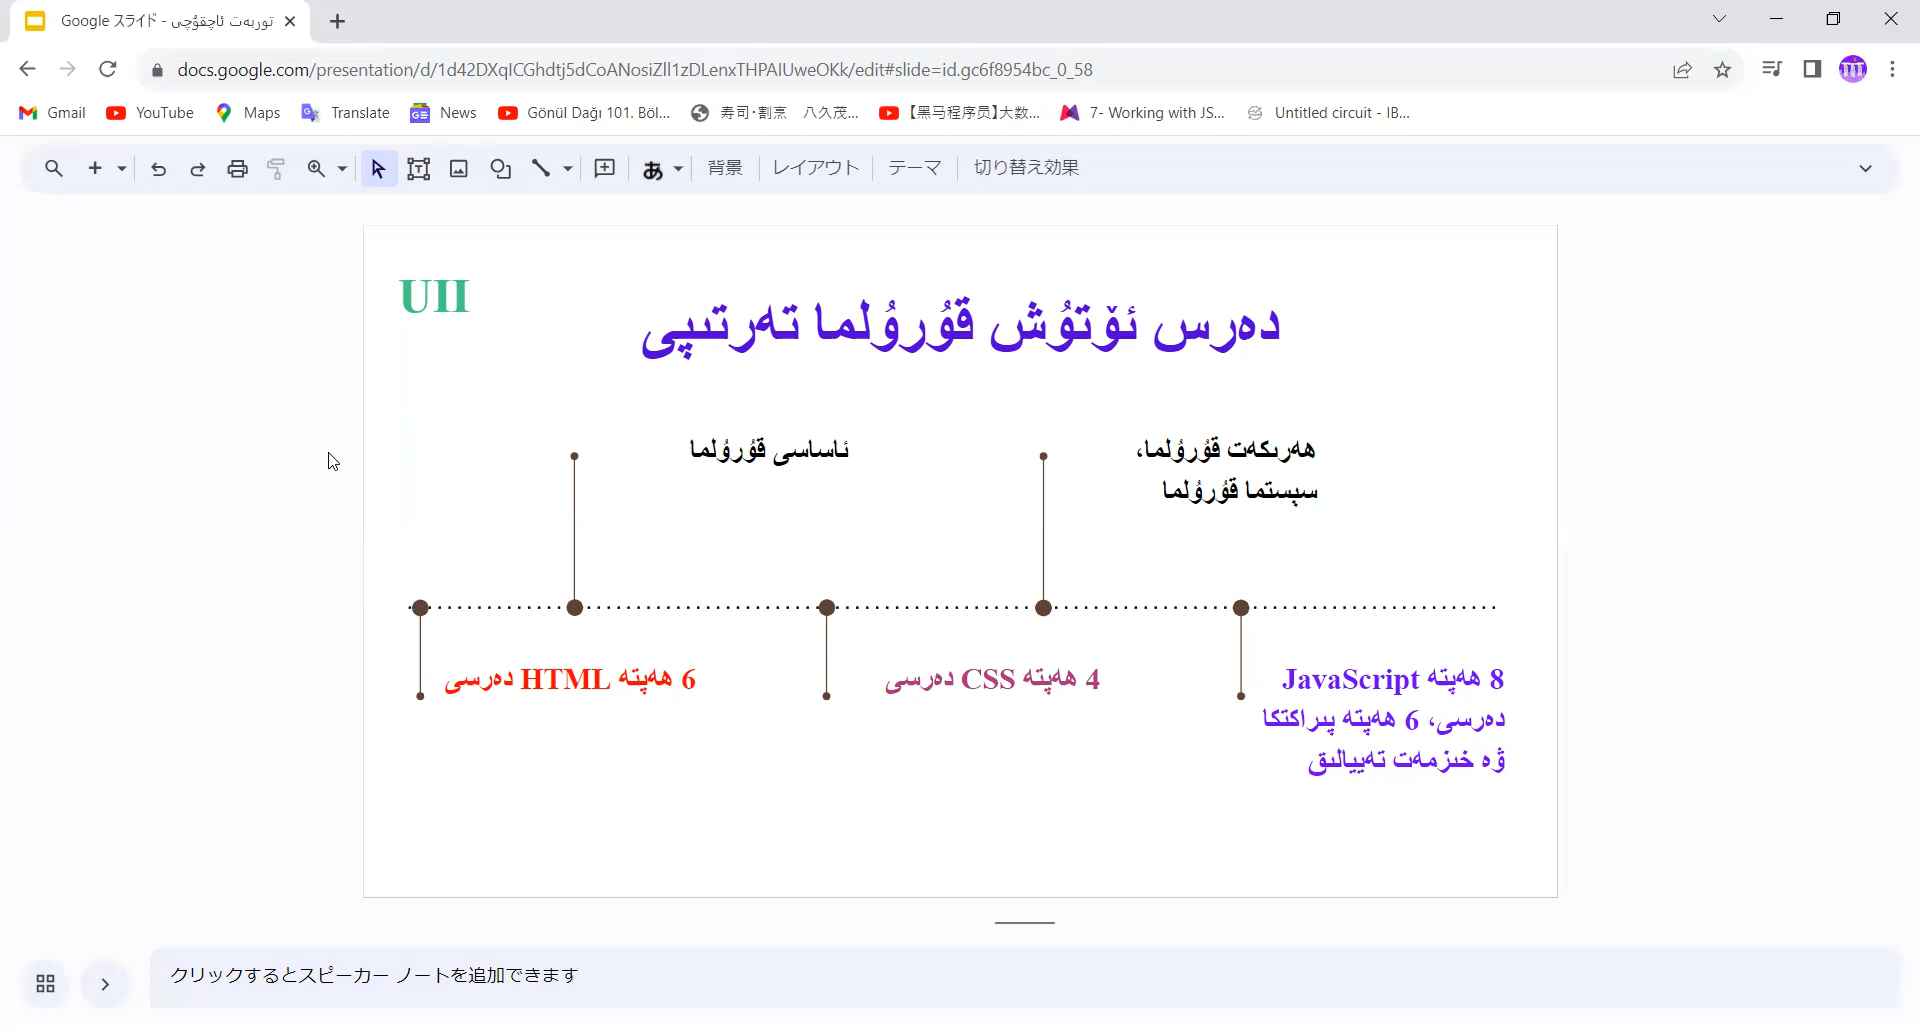 Google スライド - تورىەت ئاچقۇچى
docs.google.com/presentation/d/1d42DXqICGhdtj5dCoANosiZll1zDLenxTHPAlUweOKk/edit#slide=id.gc6f8954bc_0_58
Gmail
YouTube
Maps
Translate
News
Gönül Dağı 101. Böl...
寿司･割烹　八久茂...
【黑马程序员】大数...
7- Working with JS...
Untitled circuit - IB...
背景
レイアウト
テーマ
切り替え効果
UII
دەرس ئۆتۈش قۇرۇلما تەرتىپى
ئاساسى قۇرۇلما
ھەرىكەت قۇرۇلما،
سېستىما قۇرۇلما
6 ھەپتە HTML دەرسى
4 ھەپتە CSS دەرسى
8 ھەپتە JavaScript
دەرسى، 6 ھەپتە پىراكتكا
ۋە خىزمەت تەييالىق
クリックするとスピーカー ノートを追加できます